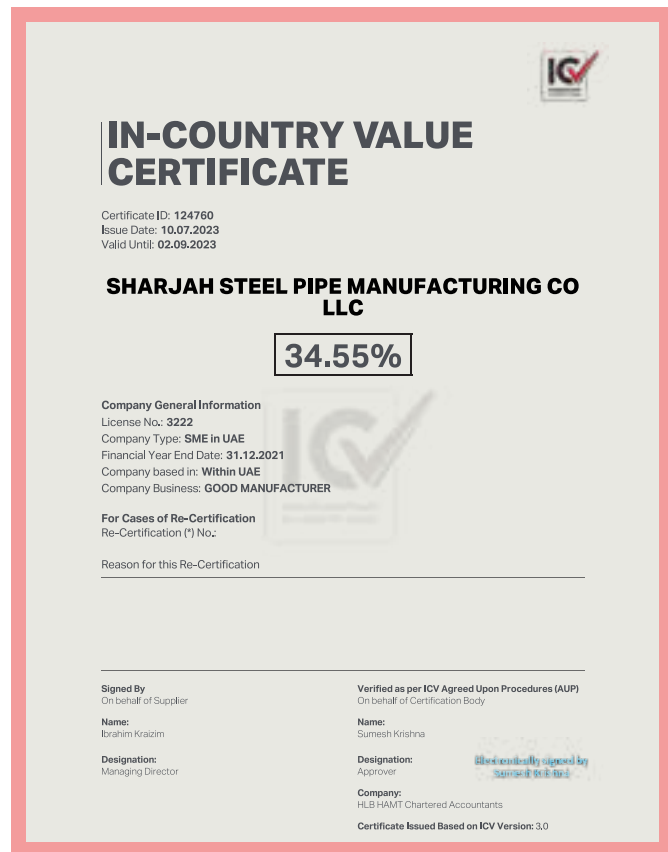 ICV
IN-COUNTRY VALUE
CERTIFICATE
Certificate ID: 124760
Issue Date: 10.07.2023
Valid Until: 02.09.2023
SHARJAH STEEL PIPE MANUFACTURING CO
LLC
34.55%
Company General Information
License No.: 3222
Company Type: SME in UAE
Financial Year End Date: 31.12.2021
Company based in: Within UAE
Company Business: GOOD MANUFACTURER
For Cases of Re-Certification
Re-Certification (*) No.:
Reason for this Re-Certification
Signed By
On behalf of Supplier
Name:
Ibrahim Kraizim
Designation:
Managing Director
Verified as per ICV Agreed Upon Procedures (AUP)
On behalf of Certification Body
Name:
Sumesh Krishna
Designation:
Approver
Electronically signed by
Company:
HLB HAMT Chartered Accountants
Certificate Issued Based on ICV Version: 3.0